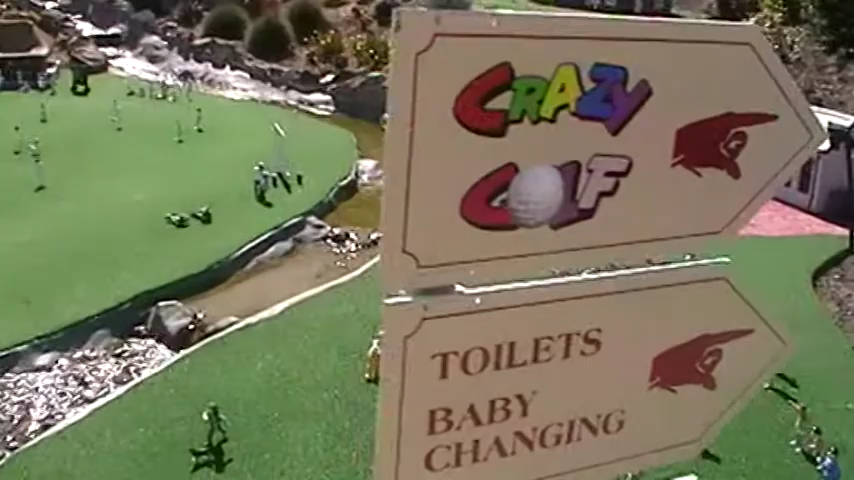 CRAZY
GOLF
TOILETS
BABY
CHANGING